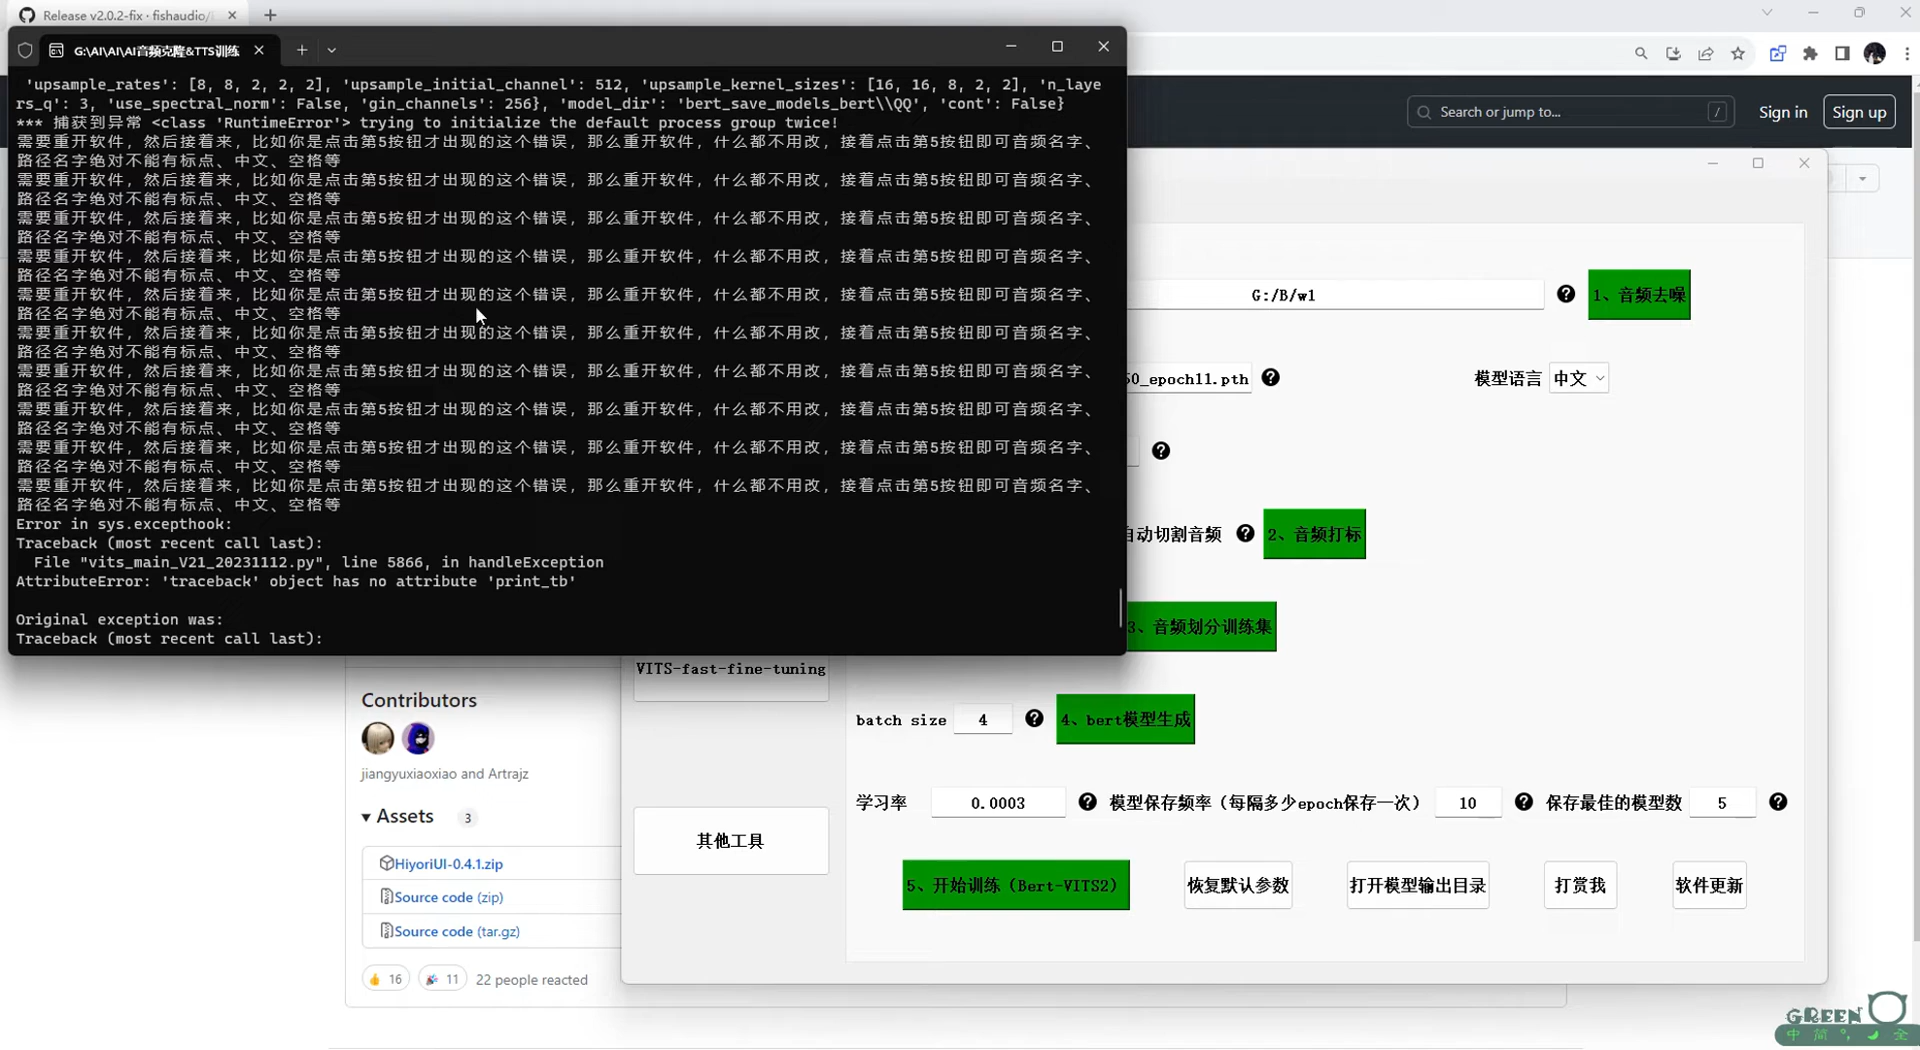 Release v2.0.2-fix · fishaudio/
G:\AI\AI\AI音频克隆&TTS训练
'upsample_rates': [8, 8, 2, 2, 2], 'upsample_initial_channel': 512, 'upsample_kernel_sizes': [16, 16, 8, 2, 2], 'n_laye
rs_q': 3, 'use_spectral_norm': False, 'gin_channels': 256}, 'model_dir': 'bert_save_models_bert\\QQ', 'cont': False}
*** 捕获到异常 <class 'RuntimeError'> trying to initialize the default process group twice!
需要重开软件，然后接着来，比如你是点击第5按钮才出现的这个错误，那么重开软件，什么都不用改，接着点击第5按钮即可音频名字、
路径名字绝对不能有标点、中文、空格等
需要重开软件，然后接着来，比如你是点击第5按钮才出现的这个错误，那么重开软件，什么都不用改，接着点击第5按钮即可音频名字、
路径名字绝对不能有标点、中文、空格等
需要重开软件，然后接着来，比如你是点击第5按钮才出现的这个错误，那么重开软件，什么都不用改，接着点击第5按钮即可音频名字、
路径名字绝对不能有标点、中文、空格等
需要重开软件，然后接着来，比如你是点击第5按钮才出现的这个错误，那么重开软件，什么都不用改，接着点击第5按钮即可音频名字、
路径名字绝对不能有标点、中文、空格等
需要重开软件，然后接着来，比如你是点击第5按钮才出现的这个错误，那么重开软件，什么都不用改，接着点击第5按钮即可音频名字、
路径名字绝对不能有标点、中文、空格等
需要重开软件，然后接着来，比如你是点击第5按钮才出现的这个错误，那么重开软件，什么都不用改，接着点击第5按钮即可音频名字、
路径名字绝对不能有标点、中文、空格等
需要重开软件，然后接着来，比如你是点击第5按钮才出现的这个错误，那么重开软件，什么都不用改，接着点击第5按钮即可音频名字、
路径名字绝对不能有标点、中文、空格等
需要重开软件，然后接着来，比如你是点击第5按钮才出现的这个错误，那么重开软件，什么都不用改，接着点击第5按钮即可音频名字、
路径名字绝对不能有标点、中文、空格等
需要重开软件，然后接着来，比如你是点击第5按钮才出现的这个错误，那么重开软件，什么都不用改，接着点击第5按钮即可音频名字、
路径名字绝对不能有标点、中文、空格等
需要重开软件，然后接着来，比如你是点击第5按钮才出现的这个错误，那么重开软件，什么都不用改，接着点击第5按钮即可音频名字、
路径名字绝对不能有标点、中文、空格等
Error in sys.excepthook:
Traceback (most recent call last):
File "vits_main_V21_20231112.py", line 5866, in handleException
AttributeError: 'traceback' object has no attribute 'print_tb'
Original exception was:
Traceback (most recent call last):
Search or jump to... /
Sign in
Sign up
G:/B/w1
1、音频去噪
50_epoch11.pth
模型语言 中文
自动切割音频
2、音频打标
3、音频划分训练集
VITS-fast-fine-tuning
batch size 4
4、bert模型生成
学习率 0.0003
模型保存频率（每隔多少epoch保存一次） 10
保存最佳的模型数 5
其他工具
5、开始训练（Bert-VITS2）
恢复默认参数
打开模型输出目录
打赏我
软件更新
Contributors
jiangyuxiaoxiao and Artrajz
Assets 3
HiyoriUI-0.4.1.zip
Source code (zip)
Source code (tar.gz)
16
11
22 people reacted
GREEN
中 简 °, 全